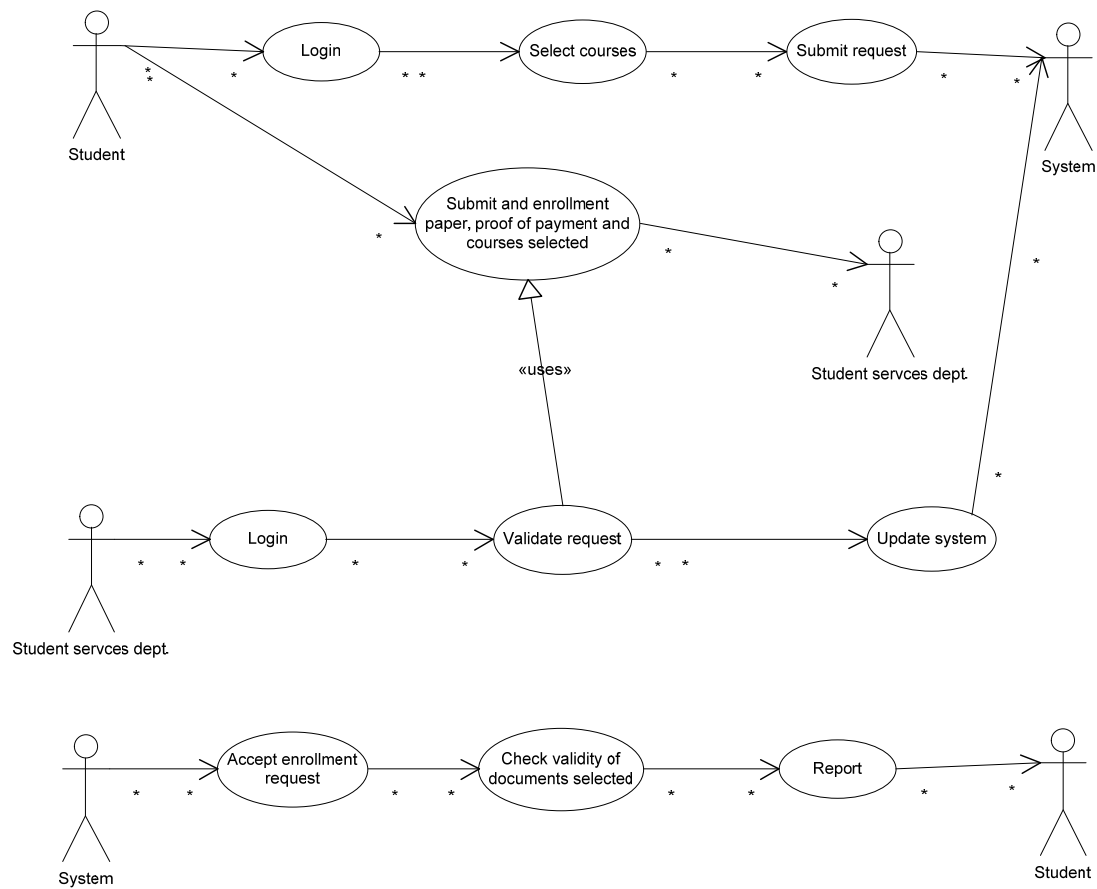 Login
Select courses
Submit request
* * * * * * * * *
*
Student
System
Submit and enrollment
paper, proof of payment and
courses selected
*
*
*
*
«uses»
Student servces dept.
*
Login
Validate request
Update system
* * * * * *
Student servces dept.
Accept enrollment
request
Check validity of
documents selected
Report
* * * * * * * *
System
Student